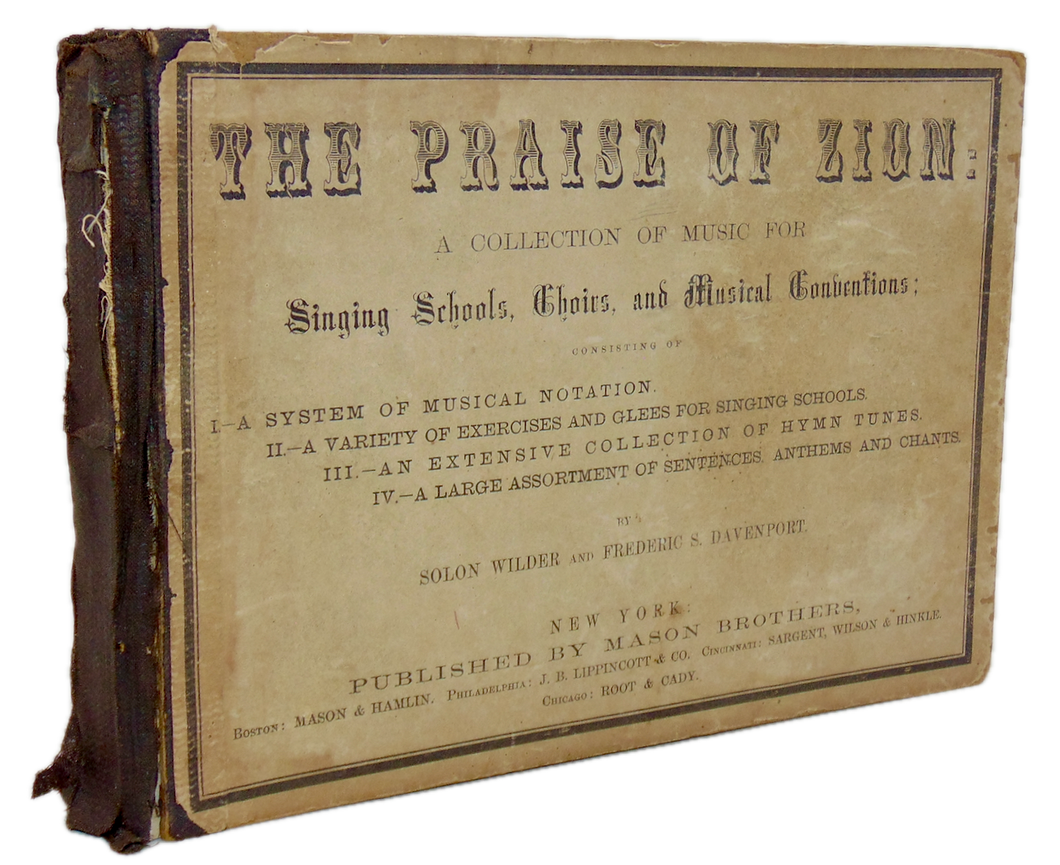 THE PRAISE OF ZION:
A COLLECTION OF MUSIC FOR
Singing Schools, Choirs, and Musical Conventions;
CONSISTING OF
I.—A SYSTEM OF MUSICAL NOTATION.
II.—A VARIETY OF EXERCISES AND GLEES FOR SINGING SCHOOLS.
III.—AN EXTENSIVE COLLECTION OF HYMN TUNES.
IV.—A LARGE ASSORTMENT OF SENTENCES, ANTHEMS AND CHANTS.
BY
SOLON WILDER AND FREDERIC S. DAVENPORT.
NEW YORK:
PUBLISHED BY MASON BROTHERS,
BOSTON: MASON & HAMLIN. PHILADELPHIA: J. B. LIPPINCOTT & CO. CINCINNATI: SARGENT, WILSON & HINKLE.
CHICAGO: ROOT & CADY.